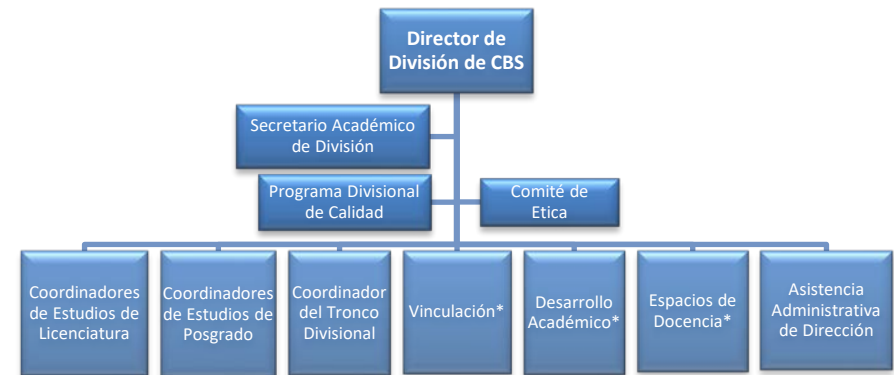 Director de
División de CBS
Secretario Académico
de División
Programa Divisional
de Calidad
Comité de
Etica
Coordinadores
de Estudios de
Licenciatura
Coordinadores
de Estudios de
Posgrado
Coordinador
del Tronco
Divisional
Vinculación*
Desarrollo
Académico*
Espacios de
Docencia*
Asistencia
Administrativa
de Dirección